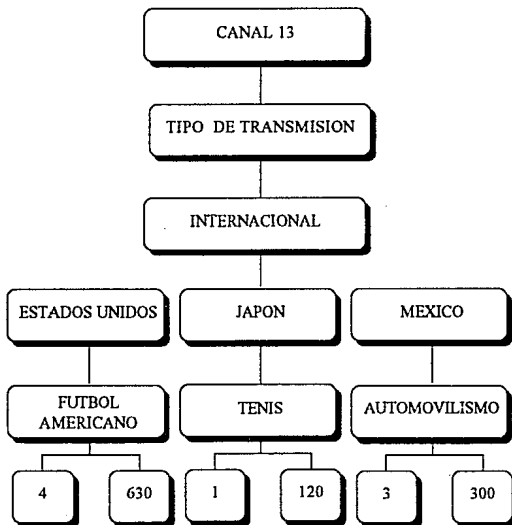 CANAL 13
TIPO DE TRANSMISION
INTERNACIONAL
ESTADOS UNIDOS
JAPON
MEXICO
FUTBOL
AMERICANO
TENIS
AUTOMOVILISMO
4
630
1
120
3
300